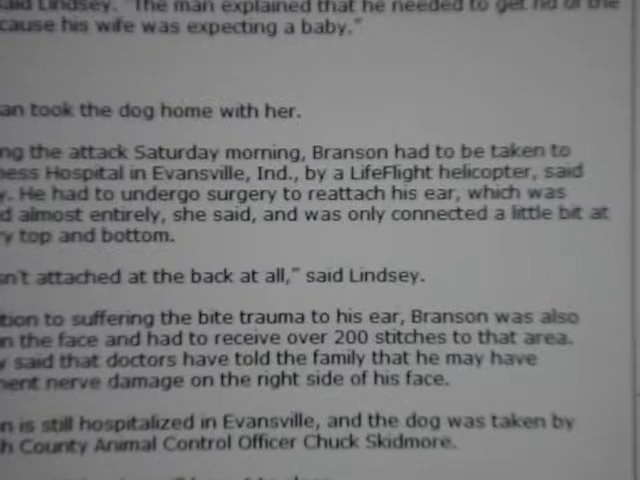 said Lindsey. "The man explained that he needed to get rid of the
cause his wife was expecting a baby."
an took the dog home with her.
ng the attack Saturday morning, Branson had to be taken to
ness Hospital in Evansville, Ind., by a LifeFlight helicopter, said
y. He had to undergo surgery to reattach his ear, which was
d almost entirely, she said, and was only connected a little bit at
ry top and bottom.
sn't attached at the back at all," said Lindsey.
tion to suffering the bite trauma to his ear, Branson was also
in the face and had to receive over 200 stitches to that area.
y said that doctors have told the family that he may have
nent nerve damage on the right side of his face.
n is still hospitalized in Evansville, and the dog was taken by
h County Animal Control Officer Chuck Skidmore.